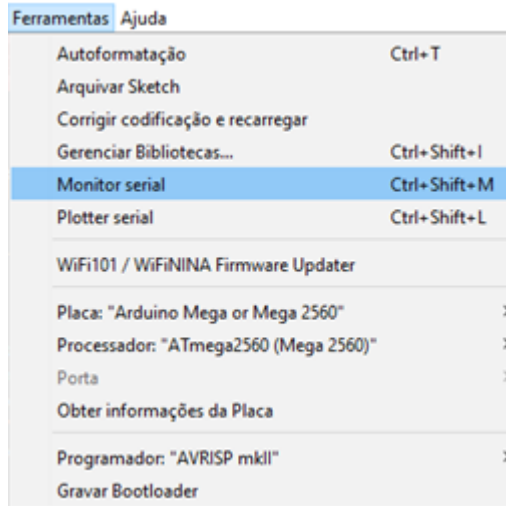 Ferramentas Ajuda
Autoformatação Ctrl+T
Arquivar Sketch
Corrigir codificação e recarregar
Gerenciar Bibliotecas... Ctrl+Shift+I
Monitor serial Ctrl+Shift+M
Plotter serial Ctrl+Shift+L
WiFi101 / WiFiNINA Firmware Updater
Placa: "Arduino Mega or Mega 2560"
Processador: "ATmega2560 (Mega 2560)"
Porta
Obter informações da Placa
Programador: "AVRISP mkII"
Gravar Bootloader